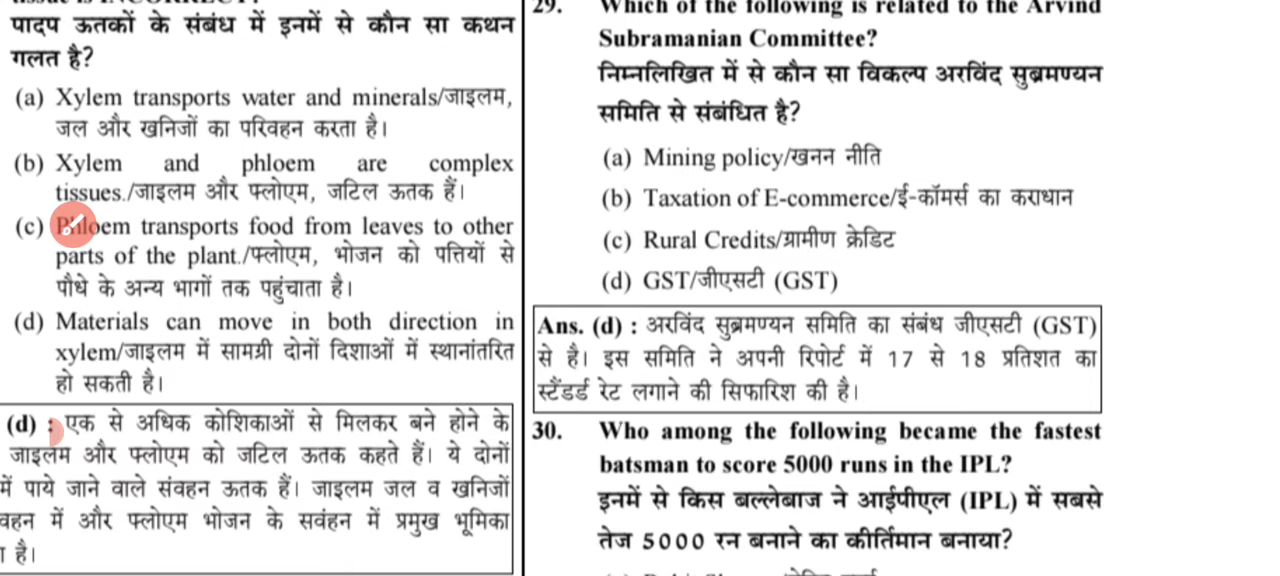 पादप ऊतकों के संबंध में इनमें से कौन सा कथन
गलत है?
(a) Xylem transports water and minerals/जाइलम,
जल और खनिजों का परिवहन करता है।
(b) Xylem and phloem are complex
tissues./जाइलम और फ्लोएम, जटिल ऊतक हैं।
(c) Phloem transports food from leaves to other
parts of the plant./फ्लोएम, भोजन को पत्तियों से
पौधे के अन्य भागों तक पहुंचाता है।
(d) Materials can move in both direction in
xylem/जाइलम में सामग्री दोनों दिशाओं में स्थानांतरित
हो सकती है।
(d) : एक से अधिक कोशिकाओं से मिलकर बने होने के
जाइलम और फ्लोएम को जटिल ऊतक कहते हैं। ये दोनों
में पाये जाने वाले संवहन ऊतक हैं। जाइलम जल व खनिजों
वहन में और फ्लोएम भोजन के सवंहन में प्रमुख भूमिका
है।
29. Which of the following is related to the Arvind
Subramanian Committee?
निम्नलिखित में से कौन सा विकल्प अरविंद सुब्रमण्यन
समिति से संबंधित है?
(a) Mining policy/खनन नीति
(b) Taxation of E-commerce/ई-कॉमर्स का कराधान
(c) Rural Credits/ग्रामीण क्रेडिट
(d) GST/जीएसटी (GST)
Ans. (d) : अरविंद सुब्रमण्यन समिति का संबंध जीएसटी (GST)
से है। इस समिति ने अपनी रिपोर्ट में 17 से 18 प्रतिशत का
स्टैंडर्ड रेट लगाने की सिफारिश की है।
30. Who among the following became the fastest
batsman to score 5000 runs in the IPL?
इनमें से किस बल्लेबाज ने आईपीएल (IPL) में सबसे
तेज 5000 रन बनाने का कीर्तिमान बनाया?